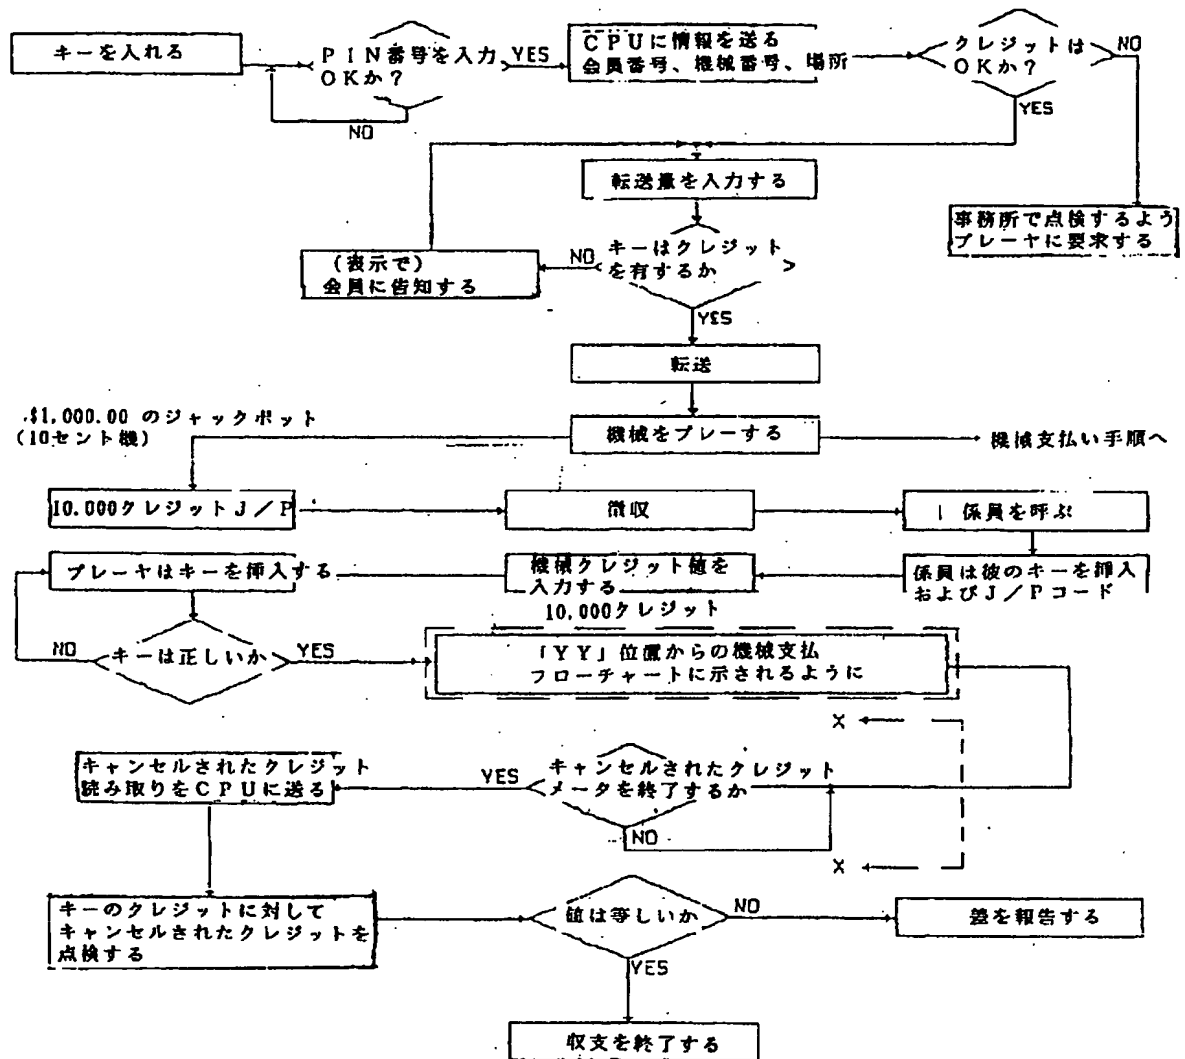 キーを入れる
PIN番号を入力
OKか?
YES
NO
CPUに情報を送る
会員番号、機械番号、場所
クレジットは
OKか?
NO
YES
転送量を入力する
事務所で点検するよう
プレーヤに要求する
キーはクレジット
を有するか
NO
(表示で)
会員に告知する
YES
転送
$1,000.00 のジャックポット
(10セント機)
機械をプレーする
機械支払い手順へ
10.000クレジットJ/P
徴収
係員を呼ぶ
プレーヤはキーを挿入する
機械クレジット値を
入力する
10,000クレジット
係員は彼のキーを挿入
およびJ/Pコード
NO
キーは正しいか
YES
「YY」位置からの機械支払
フローチャートに示されるように
X
キャンセルされたクレジット
読み取りをCPUに送る
YES
キャンセルされたクレジット
メータを終了するか
NO
X
キーのクレジットに対して
キャンセルされたクレジットを
点検する
値は等しいか
NO
差を報告する
YES
収支を終了する